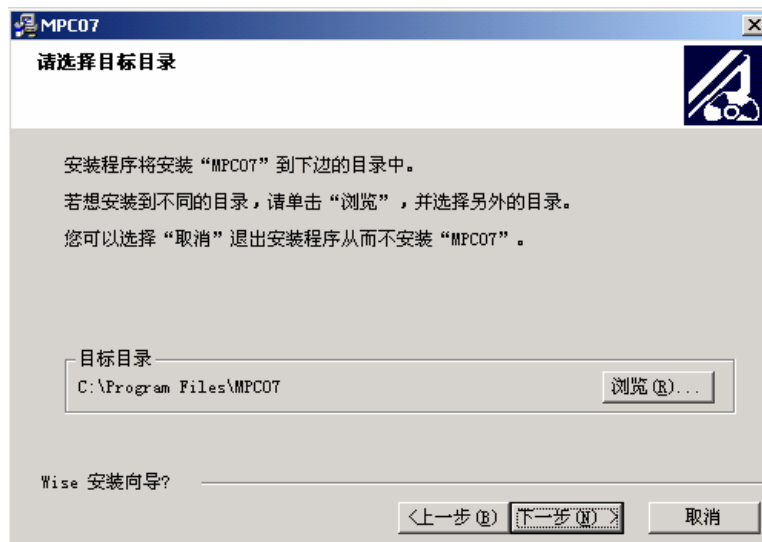 MPC07
请选择目标目录
安装程序将安装“MPC07”到下边的目录中。
若想安装到不同的目录，请单击“浏览”，并选择另外的目录。
您可以选择“取消”退出安装程序从而不安装“MPC07”。
目标目录
C:\Program Files\MPC07
浏览(R)...
Wise 安装向导?
<上一步(B)
下一步(N) >
取消